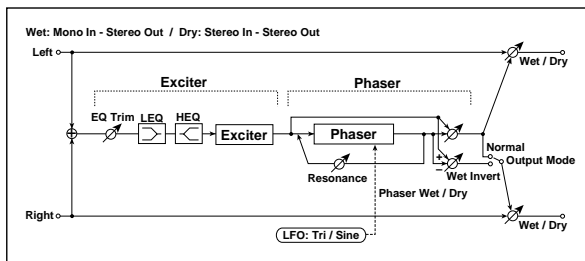 Wet: Mono In - Stereo Out / Dry: Stereo In - Stereo Out
Left
Wet / Dry
Exciter
Phaser
EQ Trim
LEQ
HEQ
Exciter
Phaser
Normal
Output Mode
+
−
Wet Invert
Resonance
Phaser Wet / Dry
Right
Wet / Dry
LFO: Tri / Sine